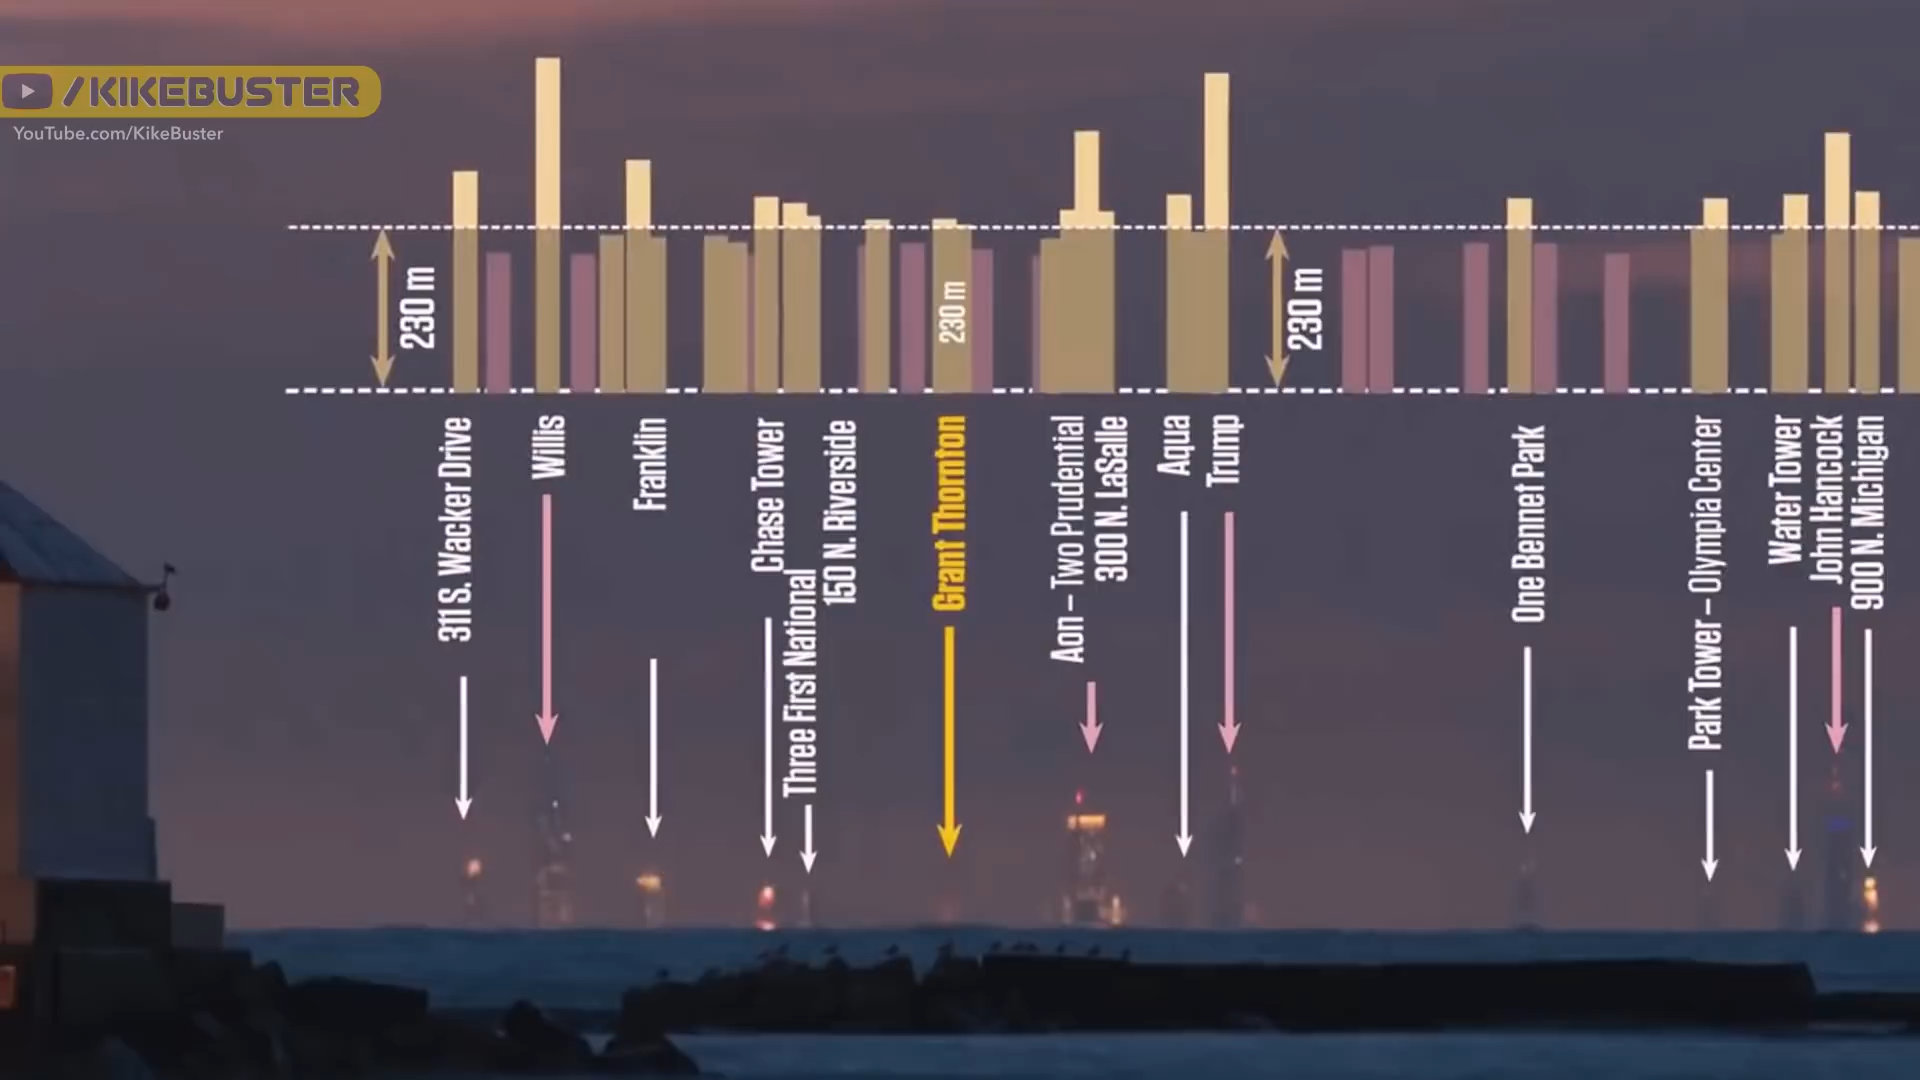 /KIKEBUSTER
YouTube.com/KikeBuster
230 m
230 m
230 m
311 S. Wacker Drive
Willis
Franklin
Chase Tower
Three First National
150 N. Riverside
Grant Thornton
Aon – Two Prudential
300 N. LaSalle
Aqua
Trump
One Bennet Park
Park Tower – Olympia Center
Water Tower
John Hancock
900 N. Michigan